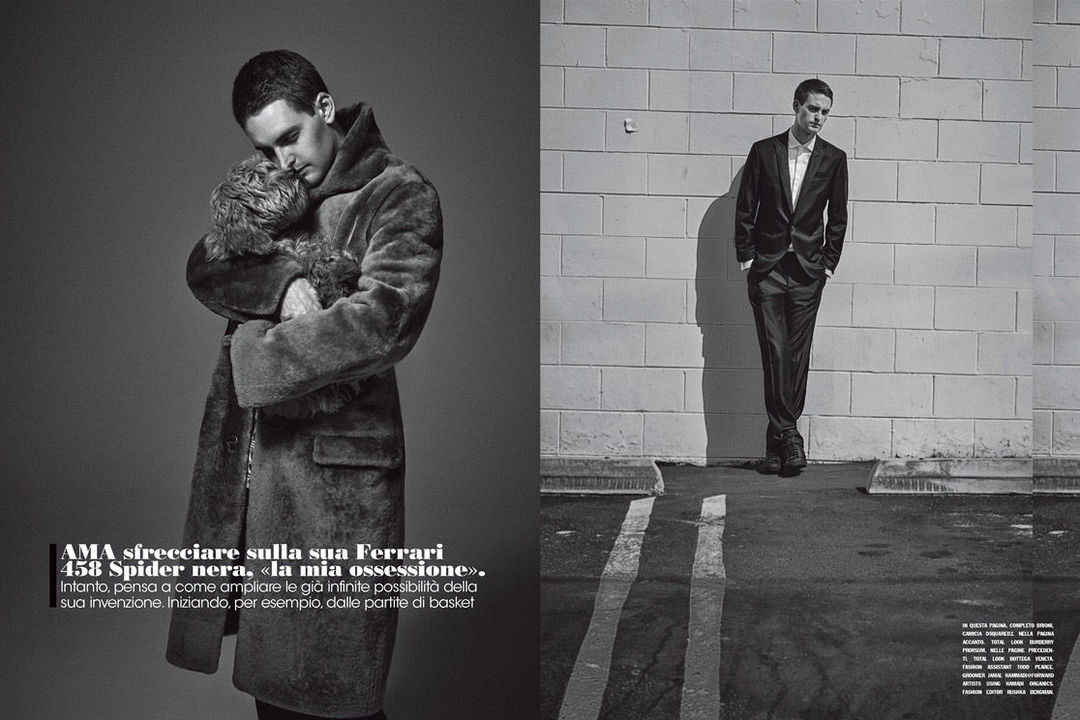 AMA sfrecciare sulla sua Ferrari
458 Spider nera, «la mia ossessione».
Intanto, pensa a come ampliare le già infinite possibilità della
sua invenzione. Iniziando, per esempio, dalle partite di basket
IN QUESTA PAGINA. COMPLETO BRIONI,
CAMICIA DSQUARED2. NELLA PAGINA
ACCANTO. TOTAL LOOK BURBERRY
PRORSUM. NELLE PAGINE PRECEDEN-
TI. TOTAL LOOK BOTTEGA VENETA.
FASHION ASSISTANT TODD PEARCE.
GROOMER JAMAL HAMMADI@FORWARD
ARTISTS USING HAMADI ORGANICS.
FASHION EDITOR RUSHKA BERGMAN.